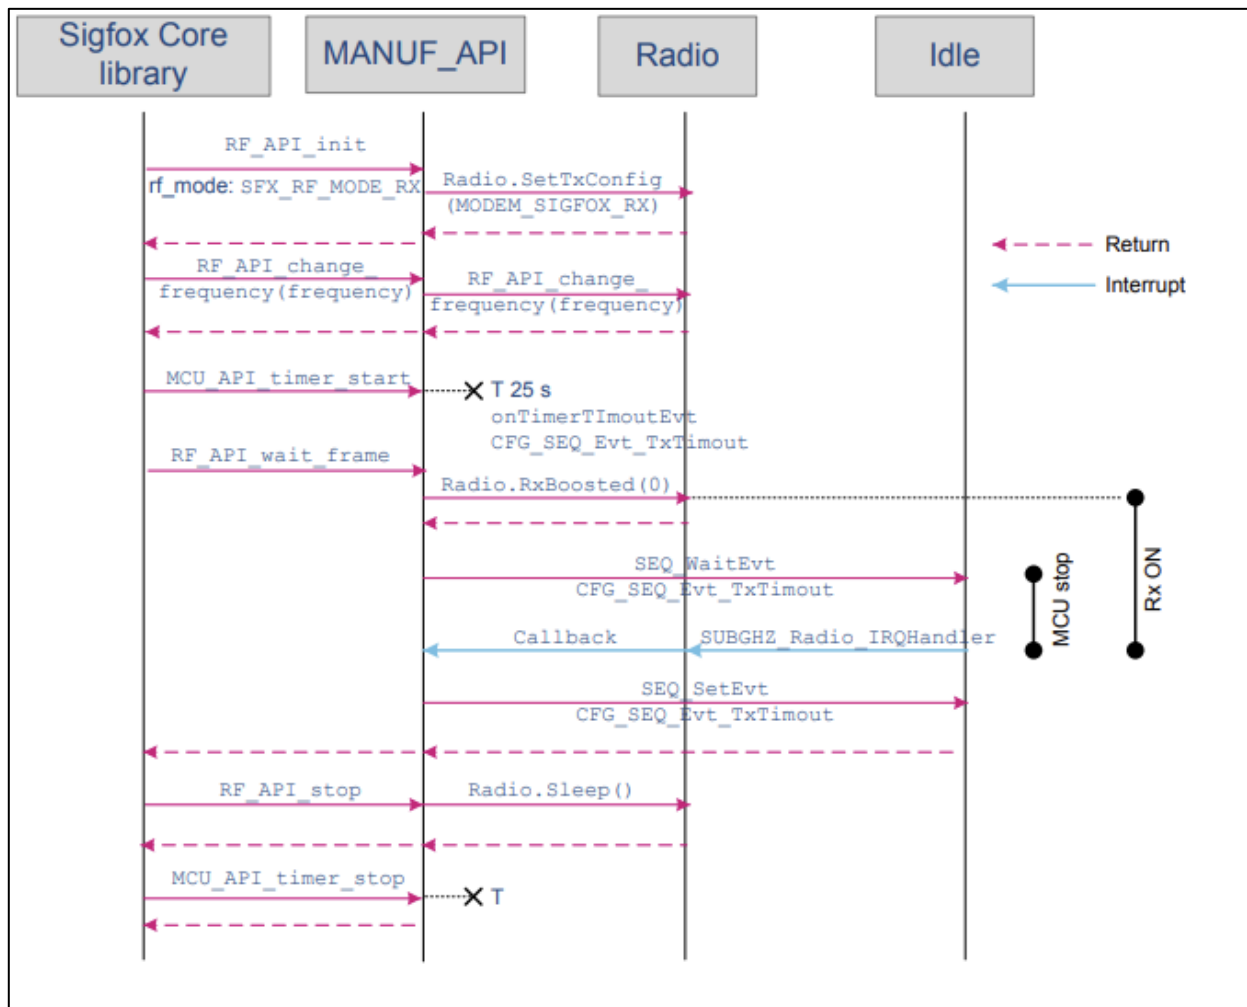 Sigfox Core
library
MANUF_API
Radio
Idle
RF_API_init
rf_mode: SFX_RF_MODE_RX
Radio.SetTxConfig
(MODEM_SIGFOX_RX)
Return
RF_API_change_
frequency(frequency)
RF_API_change_
frequency(frequency)
Interrupt
MCU_API_timer_start
T 25 s
onTimerTImoutEvt
CFG_SEQ_Evt_TxTimout
RF_API_wait_frame
Radio.RxBoosted(0)
SEQ_WaitEvt
CFG_SEQ_Evt_TxTimout
MCU stop
Rx ON
Callback
SUBGHZ_Radio_IRQHandler
SEQ_SetEvt
CFG_SEQ_Evt_TxTimout
RF_API_stop
Radio.Sleep()
MCU_API_timer_stop
T